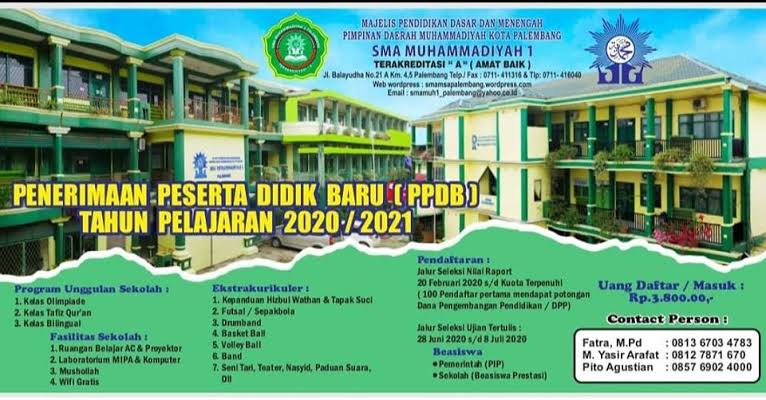 MAJELIS PENDIDIKAN DASAR DAN MENENGAH
PIMPINAN DAERAH MUHAMMADIYAH KOTA PALEMBANG
SMA MUHAMMADIYAH 1
TERAKREDITASI " A " ( AMAT BAIK )
Jl. Balayudha No.21 A Km. 4,5 Palembang Telp./ Fax : 0711- 411316 & Tlp: 0711- 416040
Web wordpress : smamsapalembang.wordpress.com
Email : smamuh1_palembang@yahoo.co.id
PENERIMAAN PESERTA DIDIK BARU ( PPDB )
TAHUN PELAJARAN 2020 / 2021
Program Unggulan Sekolah :
1. Kelas Olimpiade
2. Kelas Tafiz Qur'an
3. Kelas Bilingual
Fasilitas Sekolah :
1. Ruangan Belajar AC & Proyektor
2. Laboratorium MIPA & Komputer
3. Mushollah
4. Wifi Gratis
Ekstrakurikuler :
1. Kepanduan Hizbul Wathan & Tapak Suci
2. Futsal / Sepakbola
3. Drumband
4. Basket Ball
5. Volley Ball
6. Band
7. Seni Tari, Teater, Nasyid, Paduan Suara,
Dll
Pendaftaran :
Jalur Seleksi Nilai Raport
20 Februari 2020 s/d Kuota Terpenuhi
( 100 Pendaftar pertama mendapat potongan
Dana Pengembangan Pendidikan / DPP)
Jalur Seleksi Ujian Tertulis :
28 Juni 2020 s/d 8 Juli 2020
Beasiswa
• Pemerintah (PIP)
• Sekolah (Beasiswa Prestasi)
Uang Daftar / Masuk :
Rp.3.800.00,-
Contact Person :
Fatra, M.Pd : 0813 6703 4783
M. Yasir Arafat : 0812 7871 670
Pito Agustian : 0857 6902 4000